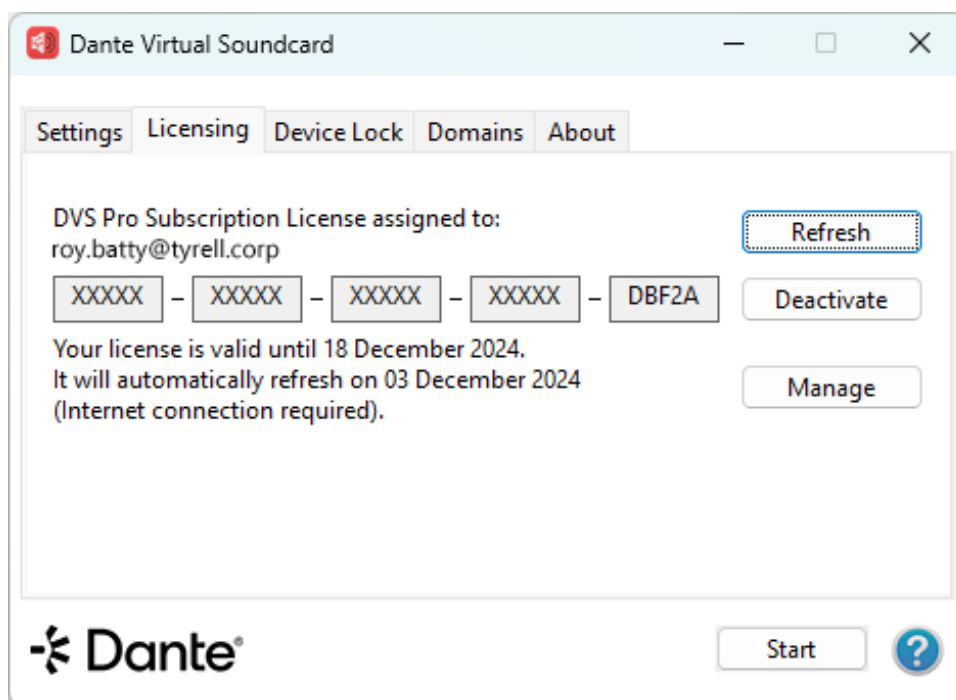 Dante Virtual Soundcard
Settings Licensing Device Lock Domains About
DVS Pro Subscription License assigned to:
roy.batty@tyrell.corp
Refresh
XXXXX – XXXXX – XXXXX – XXXXX – DBF2A
Deactivate
Your license is valid until 18 December 2024.
It will automatically refresh on 03 December 2024
(Internet connection required).
Manage
Dante®
Start
?